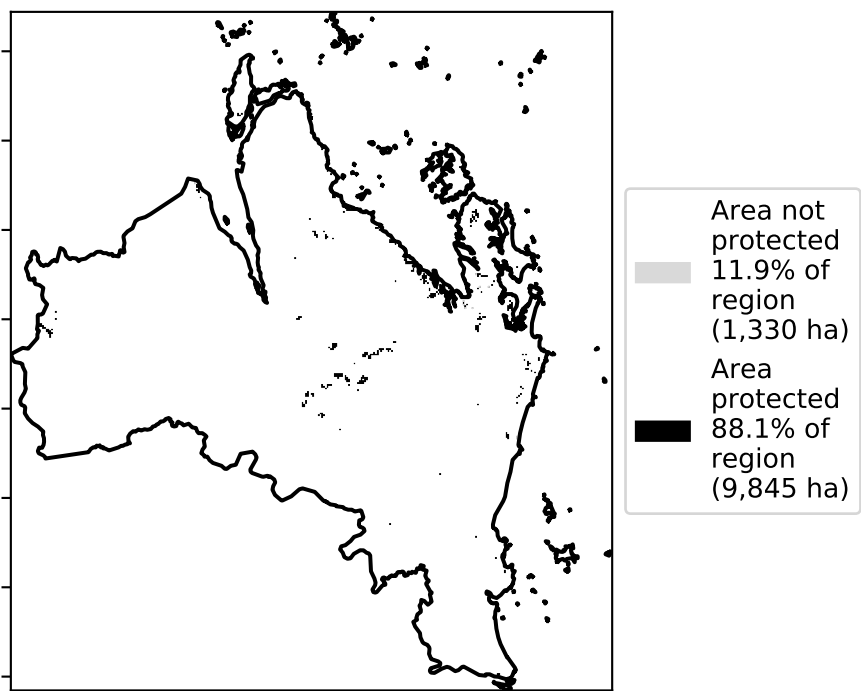 Area not
protected
11.9% of
region
(1,330 ha)
Area
protected
88.1% of
region
(9,845 ha)